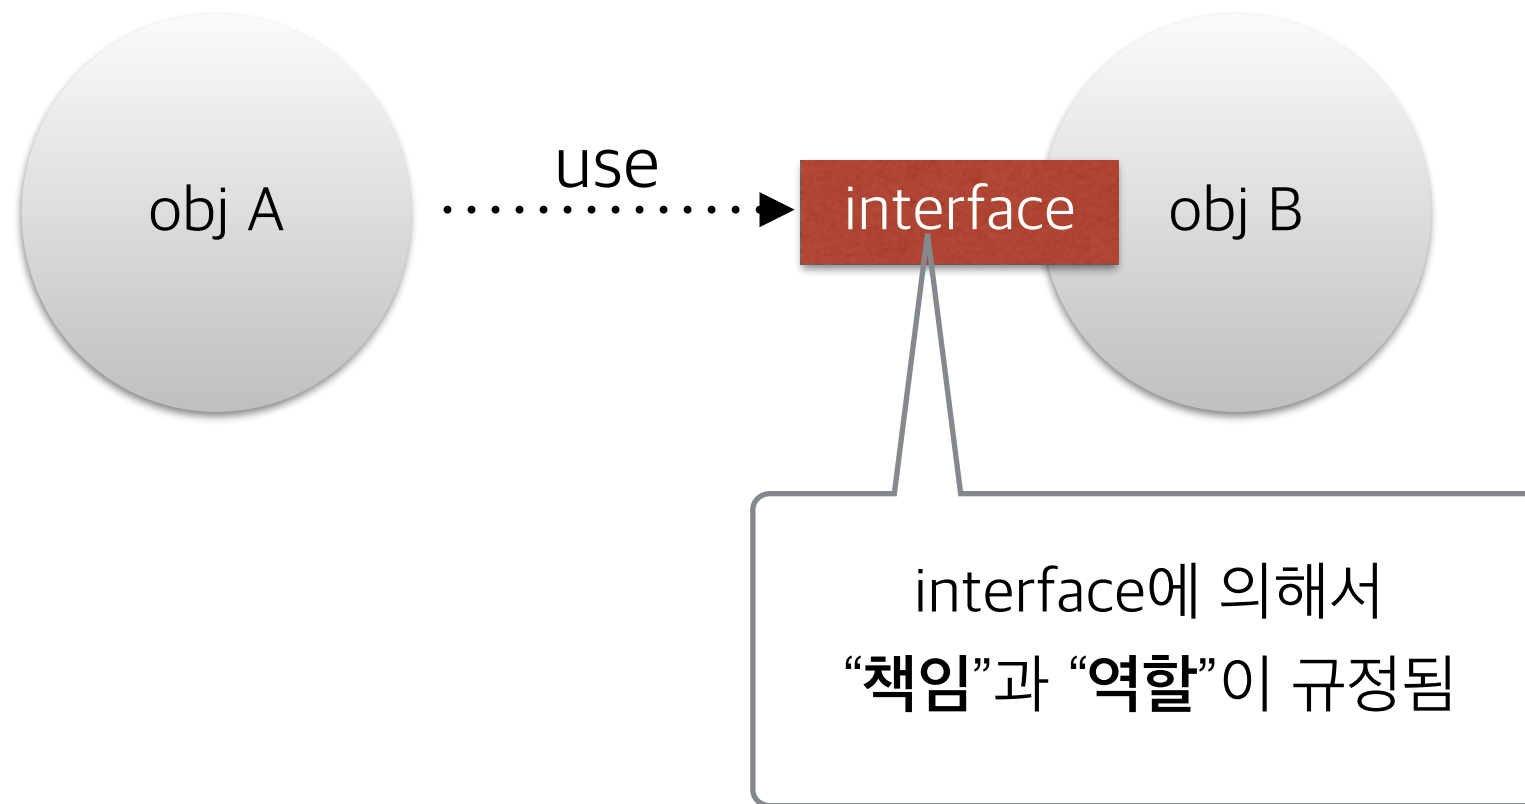 obj A
use
interface
obj B
interface에 의해서
“책임”과 “역할”이 규정됨